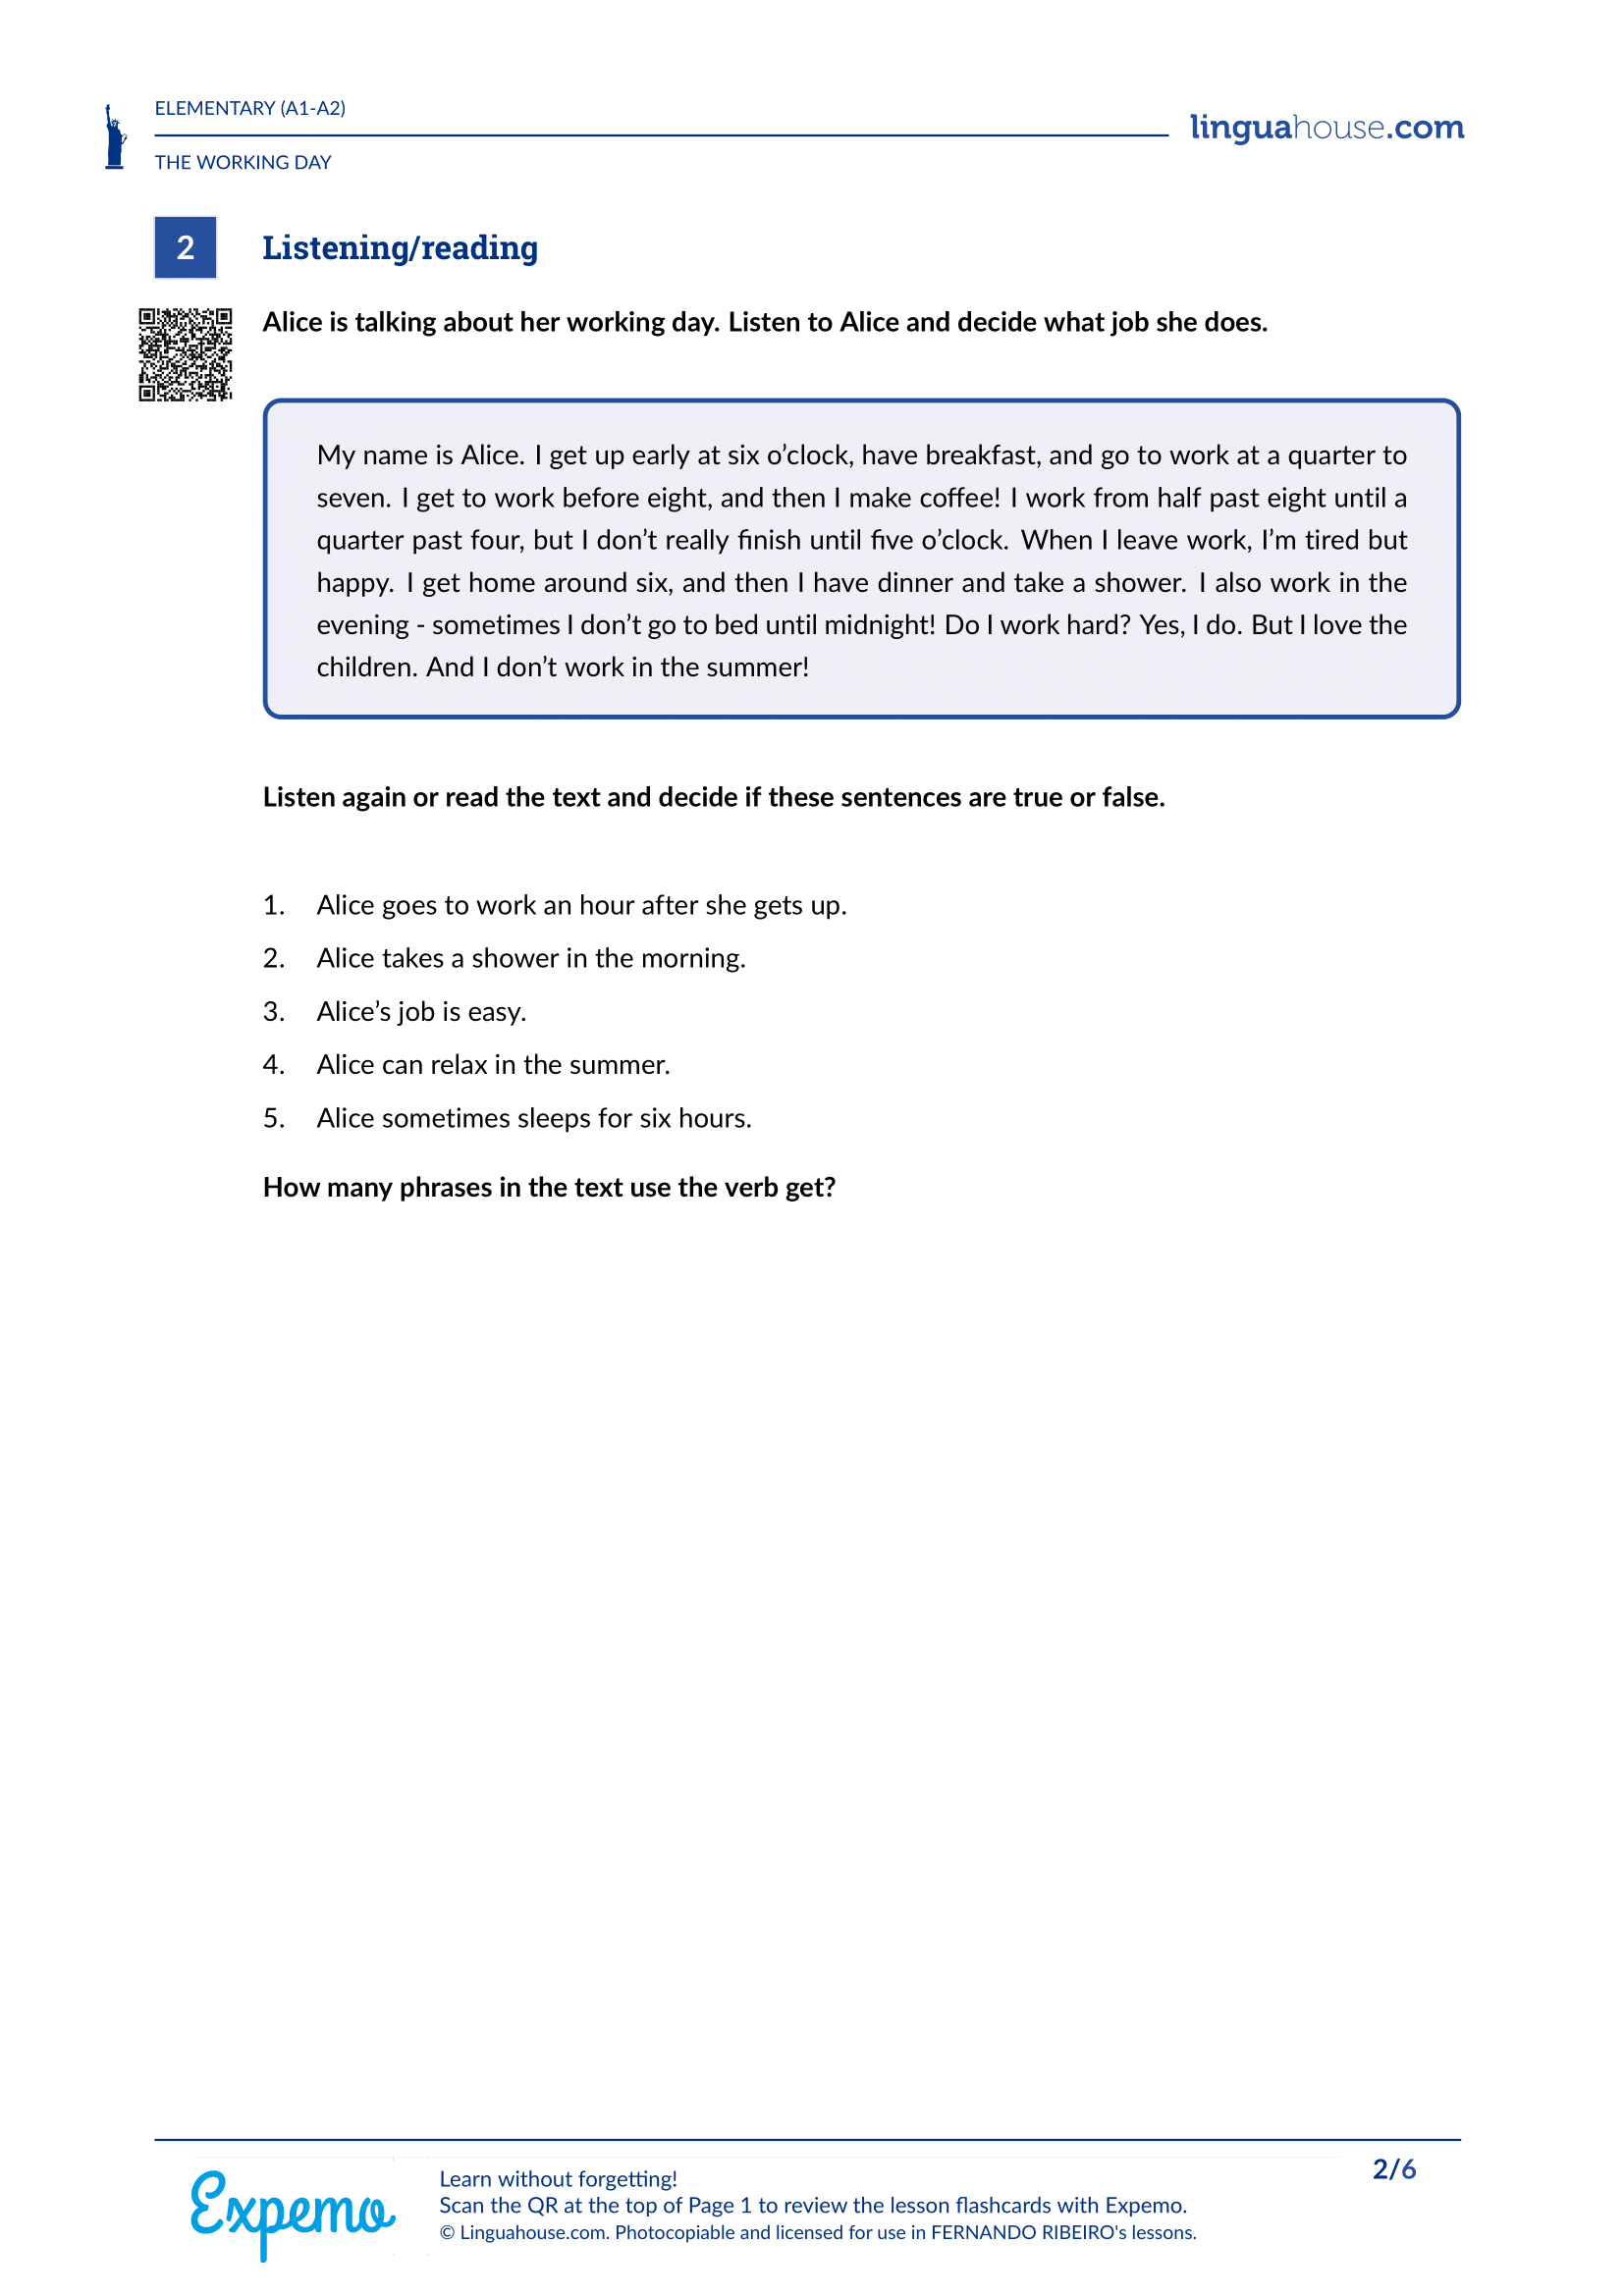 ELEMENTARY (A1-A2)
linguahouse.com
THE WORKING DAY
2 Listening/reading
Alice is talking about her working day. Listen to Alice and decide what job she does.
My name is Alice. I get up early at six o’clock, have breakfast, and go to work at a quarter to
seven. I get to work before eight, and then I make coffee! I work from half past eight until a
quarter past four, but I don’t really finish until five o’clock. When I leave work, I’m tired but
happy. I get home around six, and then I have dinner and take a shower. I also work in the
evening - sometimes I don’t go to bed until midnight! Do I work hard? Yes, I do. But I love the
children. And I don’t work in the summer!
Listen again or read the text and decide if these sentences are true or false.
1. Alice goes to work an hour after she gets up.
2. Alice takes a shower in the morning.
3. Alice’s job is easy.
4. Alice can relax in the summer.
5. Alice sometimes sleeps for six hours.
How many phrases in the text use the verb get?
2/6
Expemo
Learn without forgetting!
Scan the QR at the top of Page 1 to review the lesson flashcards with Expemo.
© Linguahouse.com. Photocopiable and licensed for use in FERNANDO RIBEIRO's lessons.